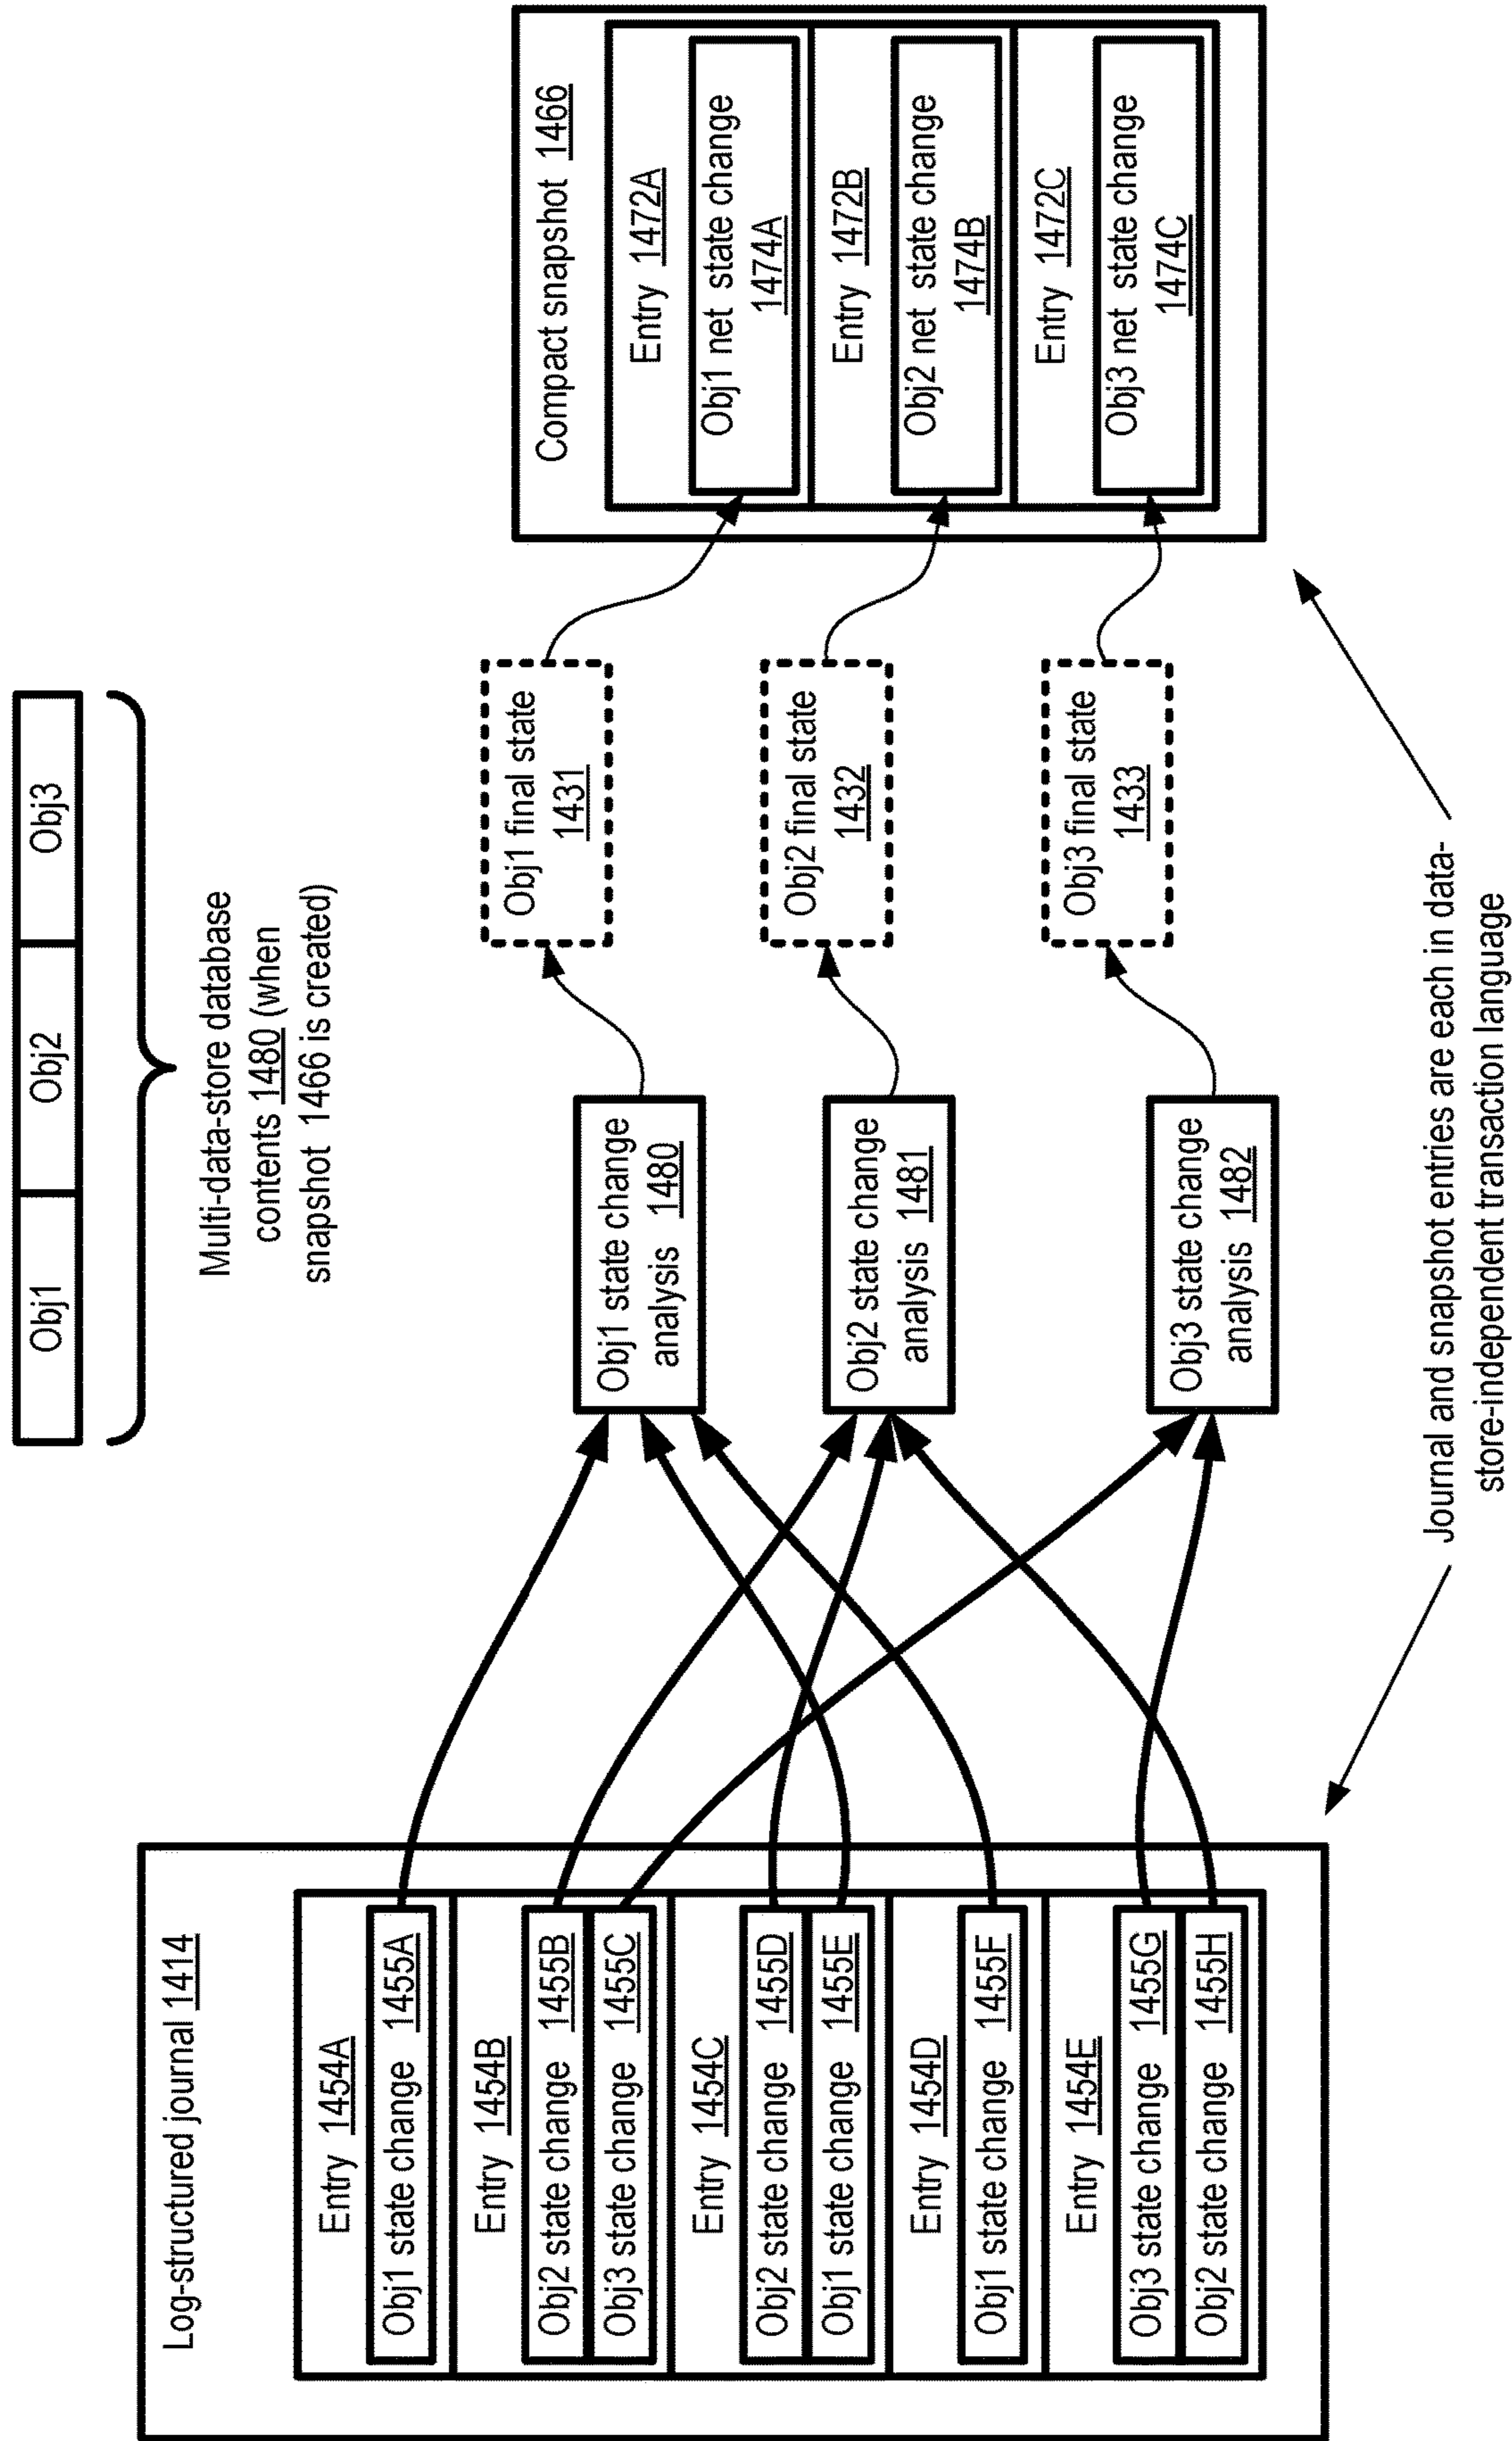 Obj1
Obj2
Obj3
Multi-data-store database
contents 1480 (when
snapshot 1466 is created)
Log-structured journal 1414
Entry 1454A
Obj1 state change 1455A
Entry 1454B
Obj2 state change 1455B
Obj3 state change 1455C
Entry 1454C
Obj2 state change 1455D
Obj1 state change 1455E
Entry 1454D
Obj1 state change 1455F
Entry 1454E
Obj3 state change 1455G
Obj2 state change 1455H
Obj1 state change
analysis 1480
Obj2 state change
analysis 1481
Obj3 state change
analysis 1482
Obj1 final state
1431
Obj2 final state
1432
Obj3 final state
1433
Compact snapshot 1466
Entry 1472A
Obj1 net state change
1474A
Entry 1472B
Obj2 net state change
1474B
Entry 1472C
Obj3 net state change
1474C
Journal and snapshot entries are each in data-
store-independent transaction language